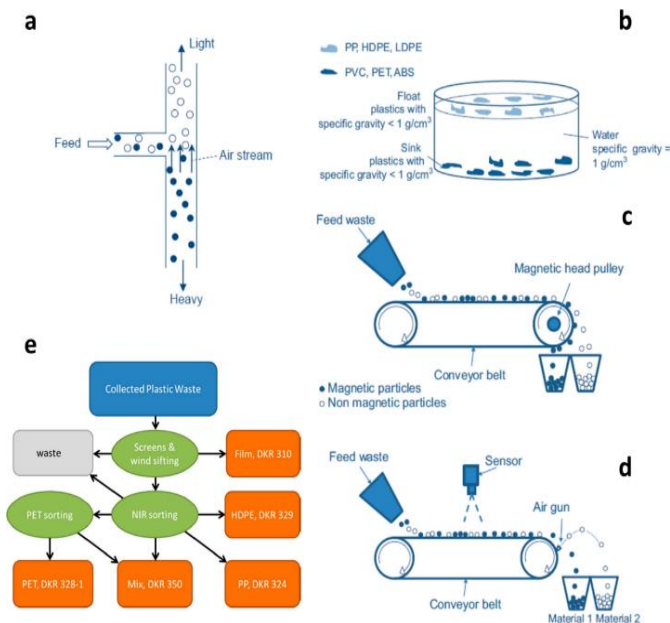 a
Light
Feed
Air stream
Heavy
b
PP, HDPE, LDPE
PVC, PET, ABS
Float
plastics with
specific gravity < 1 g/cm³
Sink
plastics with
specific gravity < 1 g/cm³
Water
specific gravity =
1 g/cm³
c
Feed waste
Magnetic head pulley
Conveyor belt
Magnetic particles
Non magnetic particles
d
Feed waste
Sensor
Air gun
Conveyor belt
Material 1 Material 2
e
Collected Plastic Waste
waste
Screens &
wind sifting
Film, DKR 310
PET sorting
NIR sorting
HDPE, DKR 329
PET, DKR 328-1
Mix, DKR 350
PP, DKR 324